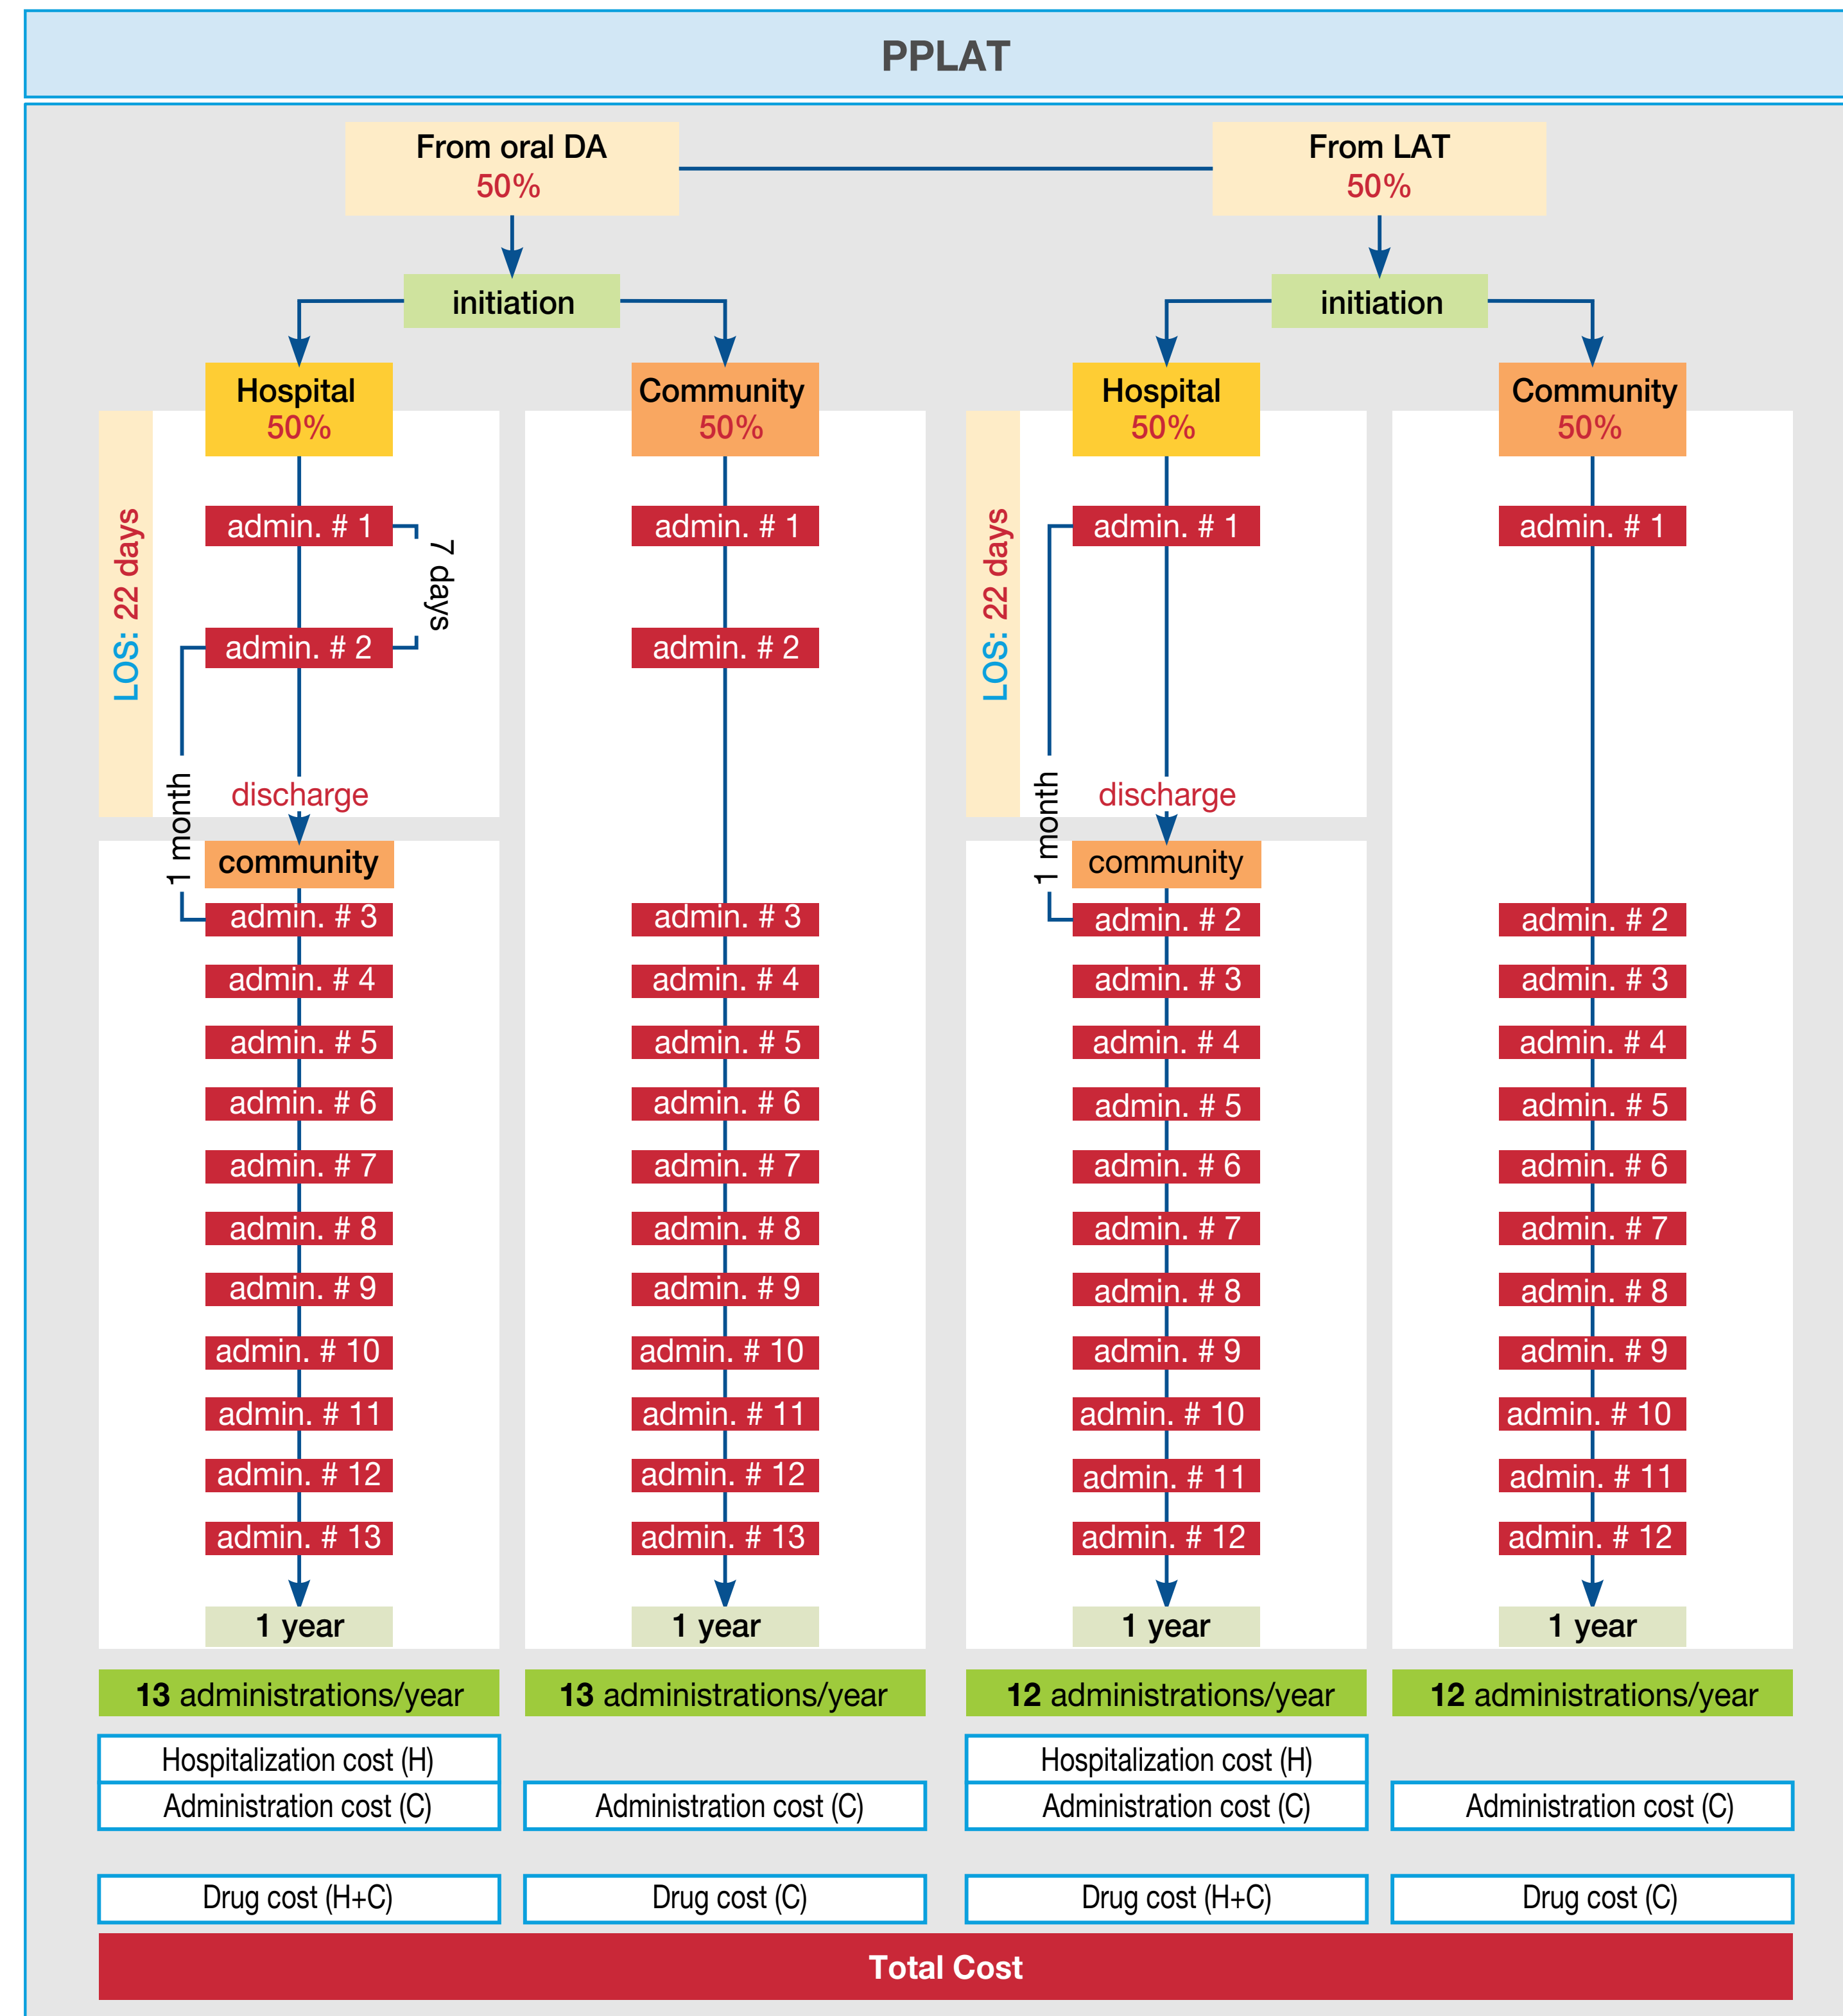 PPLAT
From oral DA
50%
From LAT
50%
initiation
initiation
Hospital
50%
Community
50%
Hospital
50%
Community
50%
LOS: 22 days
admin. # 1
7 days
admin. # 2
1 month
discharge
community
admin. # 3
admin. # 4
admin. # 5
admin. # 6
admin. # 7
admin. # 8
admin. # 9
admin. # 10
admin. # 11
admin. # 12
admin. # 13
1 year
13 administrations/year
Hospitalization cost (H)
Administration cost (C)
Drug cost (H+C)
admin. # 1
admin. # 2
admin. # 3
admin. # 4
admin. # 5
admin. # 6
admin. # 7
admin. # 8
admin. # 9
admin. # 10
admin. # 11
admin. # 12
admin. # 13
1 year
13 administrations/year
Administration cost (C)
Drug cost (C)
LOS: 22 days
admin. # 1
1 month
discharge
community
admin. # 2
admin. # 3
admin. # 4
admin. # 5
admin. # 6
admin. # 7
admin. # 8
admin. # 9
admin. # 10
admin. # 11
admin. # 12
1 year
12 administrations/year
Hospitalization cost (H)
Administration cost (C)
Drug cost (H+C)
admin. # 1
admin. # 2
admin. # 3
admin. # 4
admin. # 5
admin. # 6
admin. # 7
admin. # 8
admin. # 9
admin. # 10
admin. # 11
admin. # 12
1 year
12 administrations/year
Administration cost (C)
Drug cost (C)
Total Cost